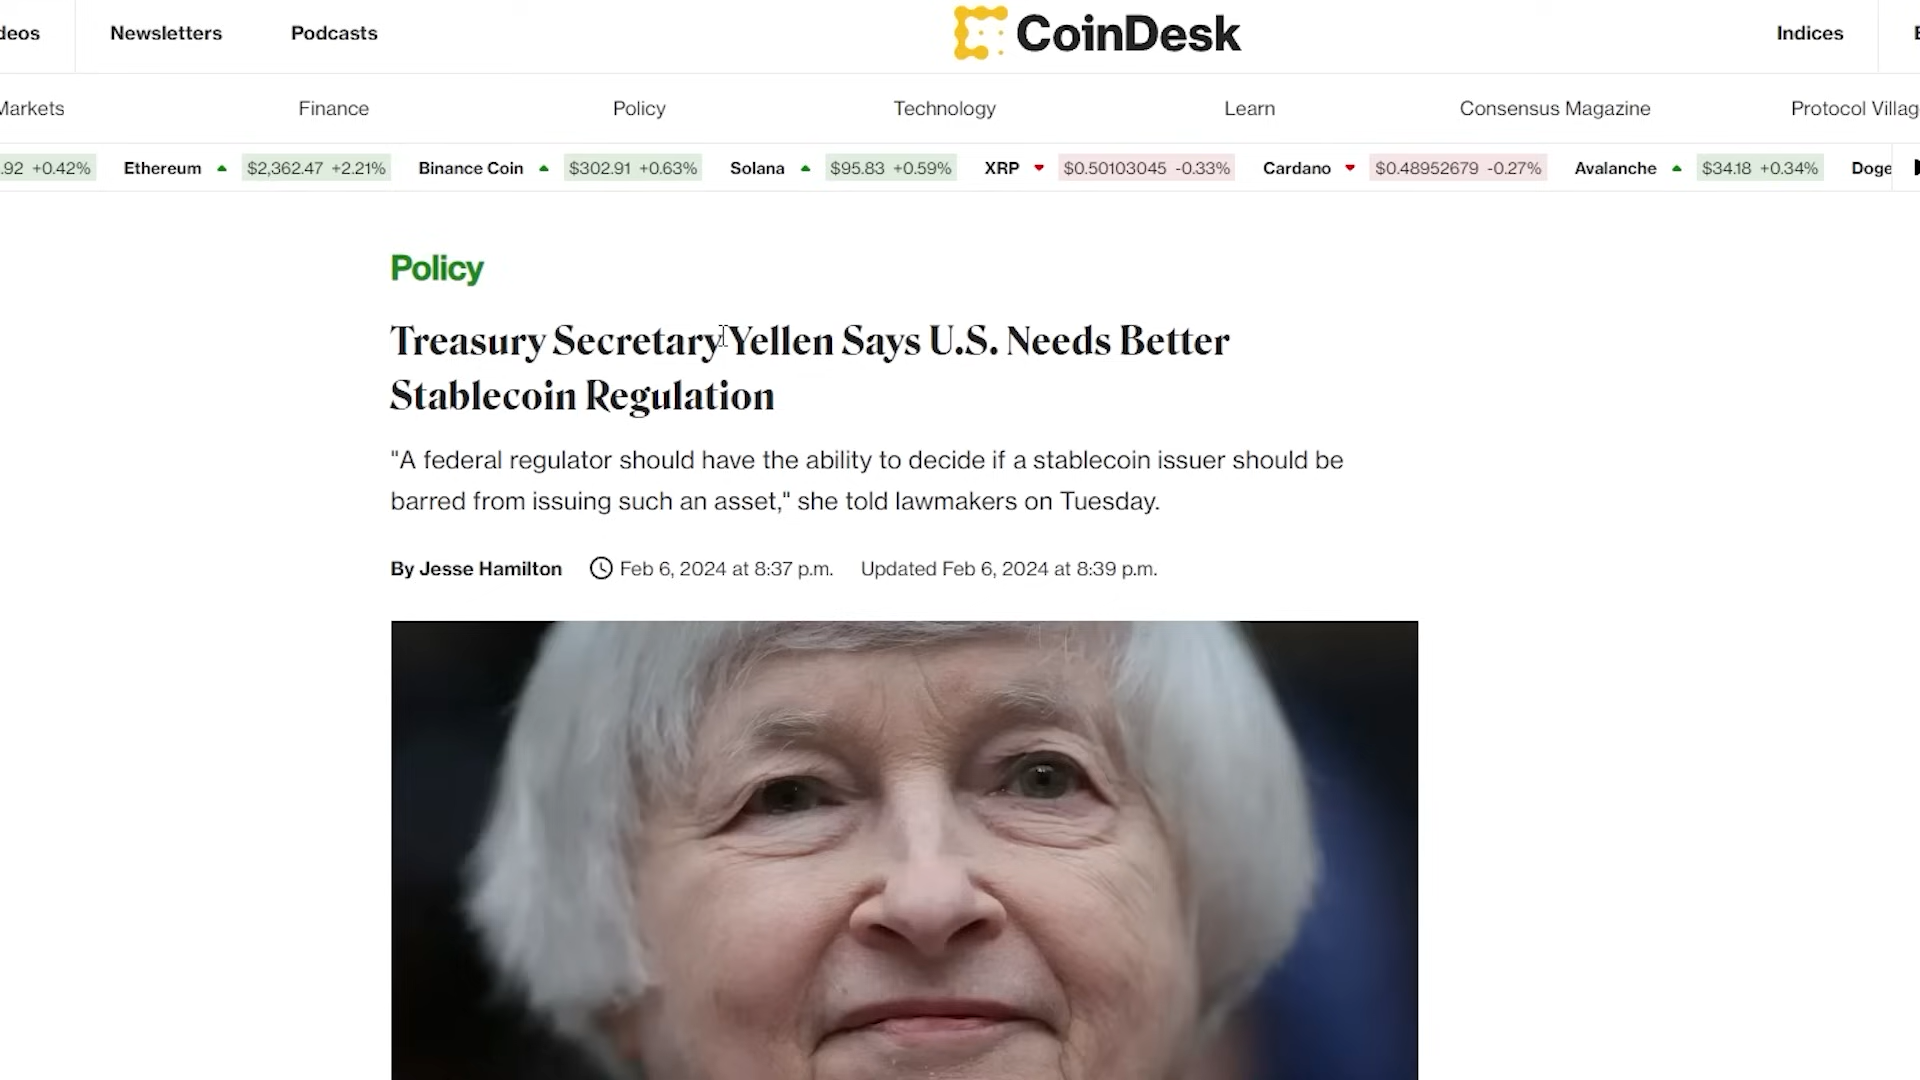 deos Newsletters Podcasts CoinDesk Indices E
Markets Finance Policy Technology Learn Consensus Magazine Protocol Villag
.92 +0.42% Ethereum $2,362.47 +2.21% Binance Coin $302.91 +0.63% Solana $95.83 +0.59% XRP $0.50103045 -0.33% Cardano $0.48952679 -0.27% Avalanche $34.18 +0.34% Doge
Policy
Treasury Secretary Yellen Says U.S. Needs Better
Stablecoin Regulation
"A federal regulator should have the ability to decide if a stablecoin issuer should be
barred from issuing such an asset," she told lawmakers on Tuesday.
By Jesse Hamilton Feb 6, 2024 at 8:37 p.m. Updated Feb 6, 2024 at 8:39 p.m.